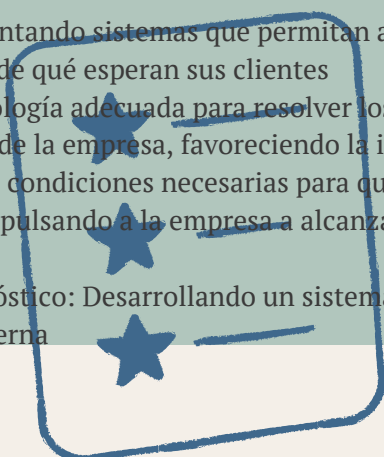 ntando sistemas que permitan a
de qué esperan sus clientes
ología adecuada para resolver los
de la empresa, favoreciendo la i
condiciones necesarias para qu
pulsando a la empresa a alcanza
óstico: Desarrollando un sistema
erna